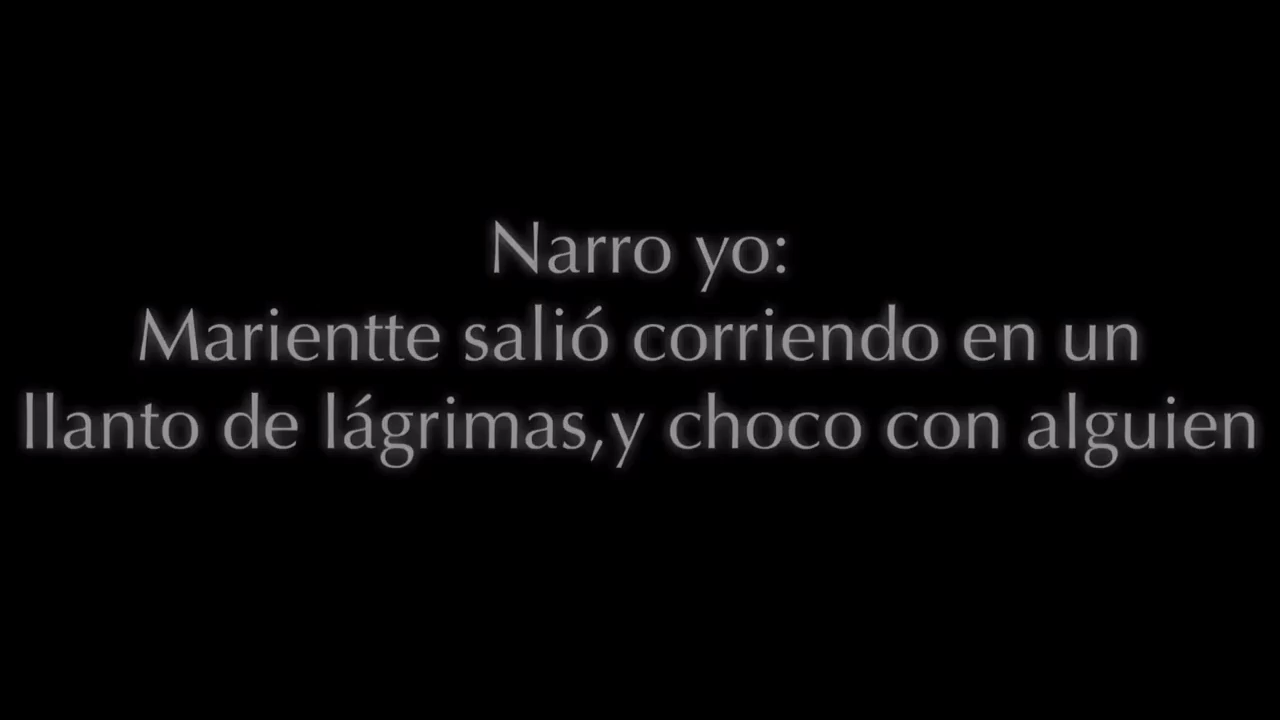 Narro yo:
Marientte salió corriendo en un
llanto de lágrimas,y choco con alguien